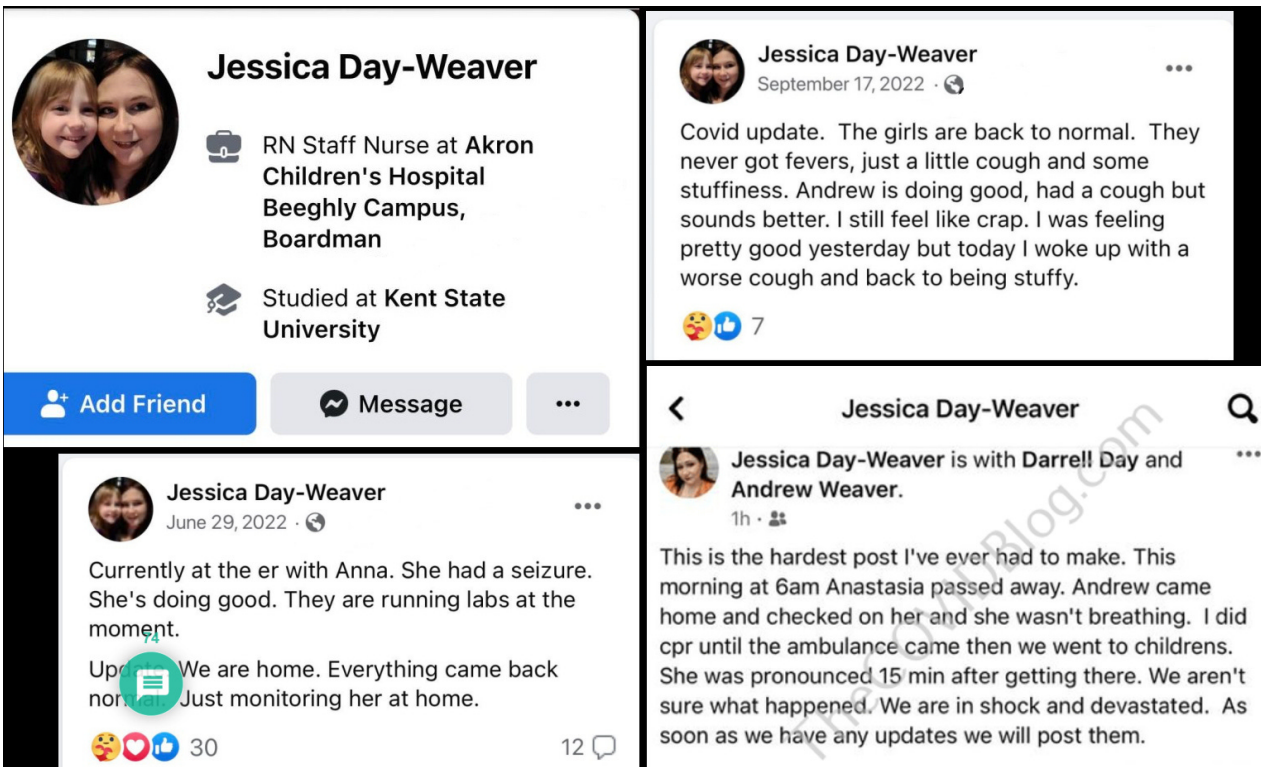 Jessica Day-Weaver
RN Staff Nurse at Akron
Children's Hospital
Beeghly Campus,
Boardman
Studied at Kent State
University
Add Friend
Message
Jessica Day-Weaver
September 17, 2022
Covid update. The girls are back to normal. They
never got fevers, just a little cough and some
stuffiness. Andrew is doing good, had a cough but
sounds better. I still feel like crap. I was feeling
pretty good yesterday but today I woke up with a
worse cough and back to being stuffy.
7
Jessica Day-Weaver
June 29, 2022
Currently at the er with Anna. She had a seizure.
She's doing good. They are running labs at the
moment.
74
Update. We are home. Everything came back
normal. Just monitoring her at home.
30
12
Jessica Day-Weaver
Jessica Day-Weaver is with Darrell Day and
Andrew Weaver.
1h
This is the hardest post I've ever had to make. This
morning at 6am Anastasia passed away. Andrew came
home and checked on her and she wasn't breathing. I did
cpr until the ambulance came then we went to childrens.
She was pronounced 15 min after getting there. We aren't
sure what happened. We are in shock and devastated. As
soon as we have any updates we will post them.
TheCOVIDBlog.com